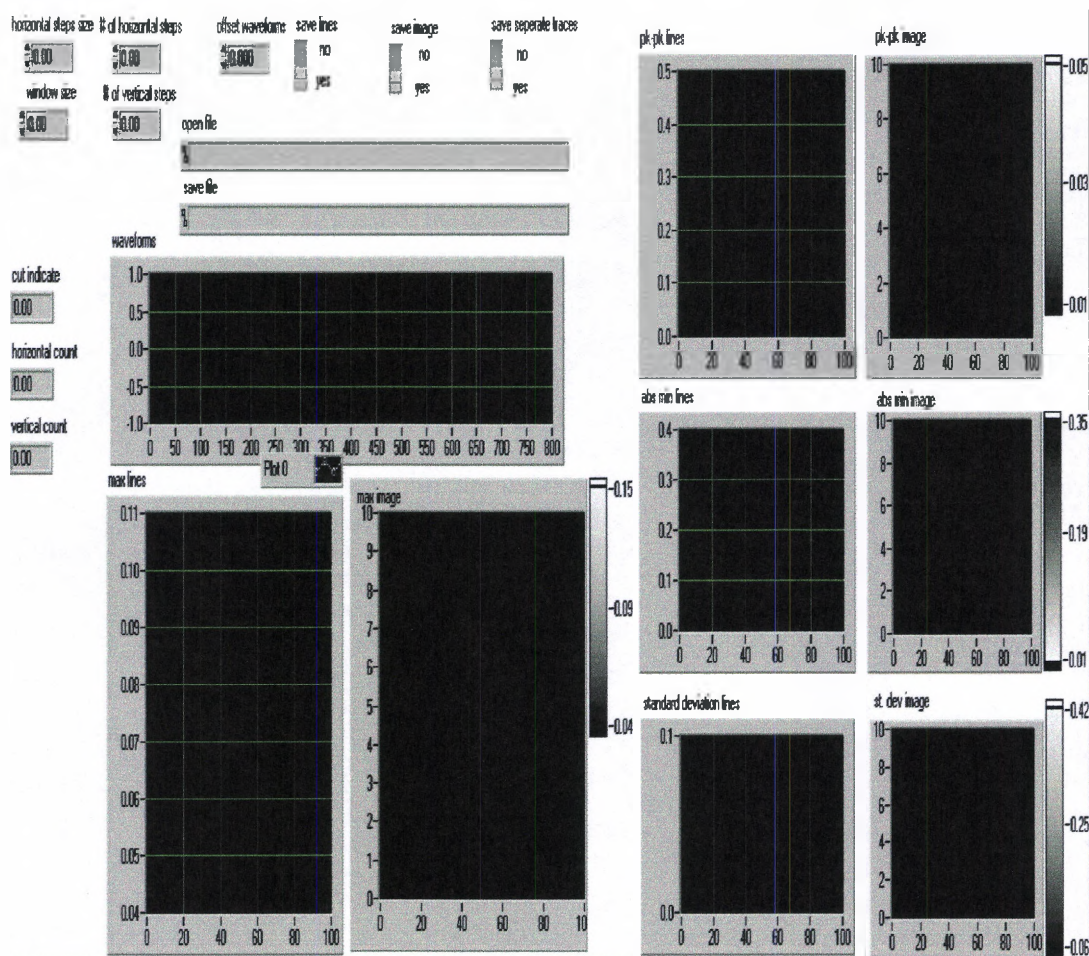 horizontal steps size
# of horizontal steps
offset waveforms
save lines
save image
save seperate traces
0.00
0.00
0.000
no
yes
no
yes
no
yes
window size
# of vertical steps
0.00
0.00
open file
save file
waveforms
1.0
0.5
0.0
-0.5
-1.0
0 50 100 150 200 250 300 350 400 450 500 550 600 650 700 750 800
Plot 0
cut indicate
0.00
horizontal count
0.00
vertical count
0.00
max lines
0.11
0.10
0.09
0.08
0.07
0.06
0.05
0.04
0 20 40 60 80 100
max image
10
9
8
7
6
5
4
3
2
1
0
0 20 40 60 80 10
0.15
0.09
0.04
pk-pk lines
0.5
0.4
0.3
0.2
0.1
0.0
0 20 40 60 80 100
pk-pk image
10
8
6
4
2
0
0 20 40 60 80 100
0.05
0.03
0.01
abs min lines
0.4
0.3
0.2
0.1
0.0
0 20 40 60 80 100
abs min image
10
8
6
4
2
0
0 20 40 60 80 100
0.35
0.19
0.01
standard deviation lines
0.1
0.0
0 20 40 60 80 100
st. dev image
10
8
6
4
2
0
0 20 40 60 80 100
0.42
0.25
0.06